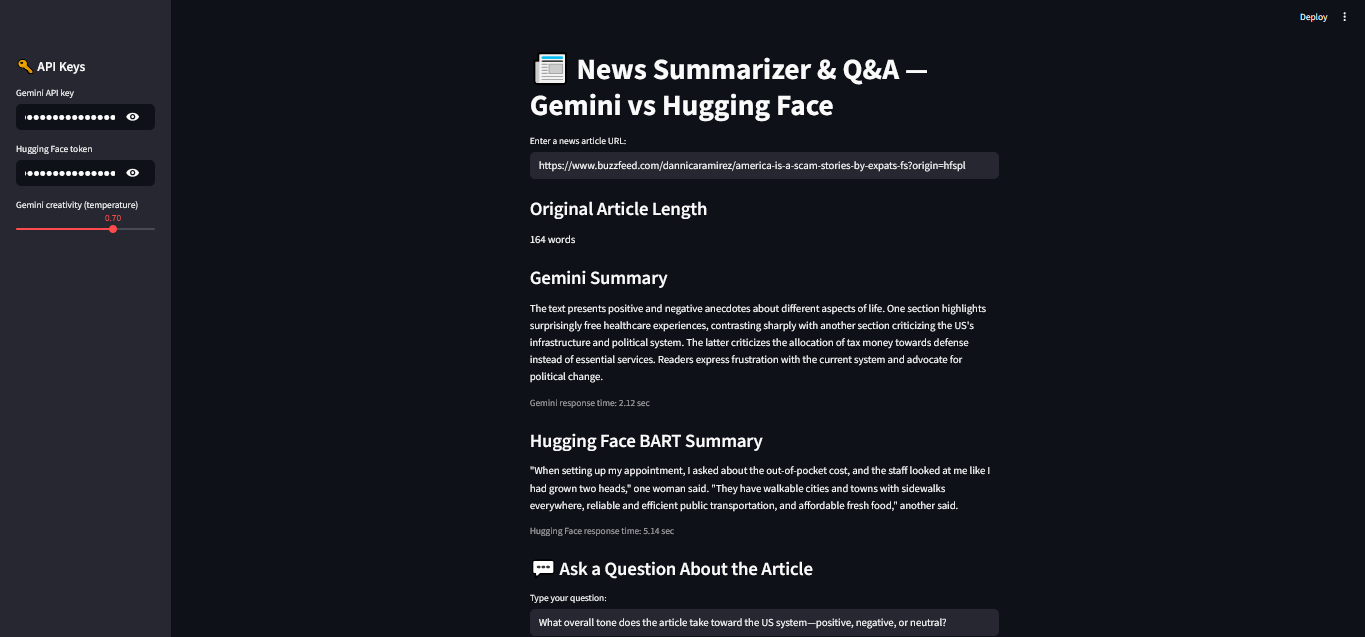 Deploy
API Keys
Gemini API key
Hugging Face token
Gemini creativity (temperature)
0.70
News Summarizer & Q&A —
Gemini vs Hugging Face
Enter a news article URL:
https://www.buzzfeed.com/dannicaramirez/america-is-a-scam-stories-by-expats-fs?origin=hfspl
Original Article Length
164 words
Gemini Summary
The text presents positive and negative anecdotes about different aspects of life. One section highlights
surprisingly free healthcare experiences, contrasting sharply with another section criticizing the US's
infrastructure and political system. The latter criticizes the allocation of tax money towards defense
instead of essential services. Readers express frustration with the current system and advocate for
political change.
Gemini response time: 2.12 sec
Hugging Face BART Summary
"When setting up my appointment, I asked about the out-of-pocket cost, and the staff looked at me like I
had grown two heads," one woman said. "They have walkable cities and towns with sidewalks
everywhere, reliable and efficient public transportation, and affordable fresh food," another said.
Hugging Face response time: 5.14 sec
Ask a Question About the Article
Type your question:
What overall tone does the article take toward the US system—positive, negative, or neutral?